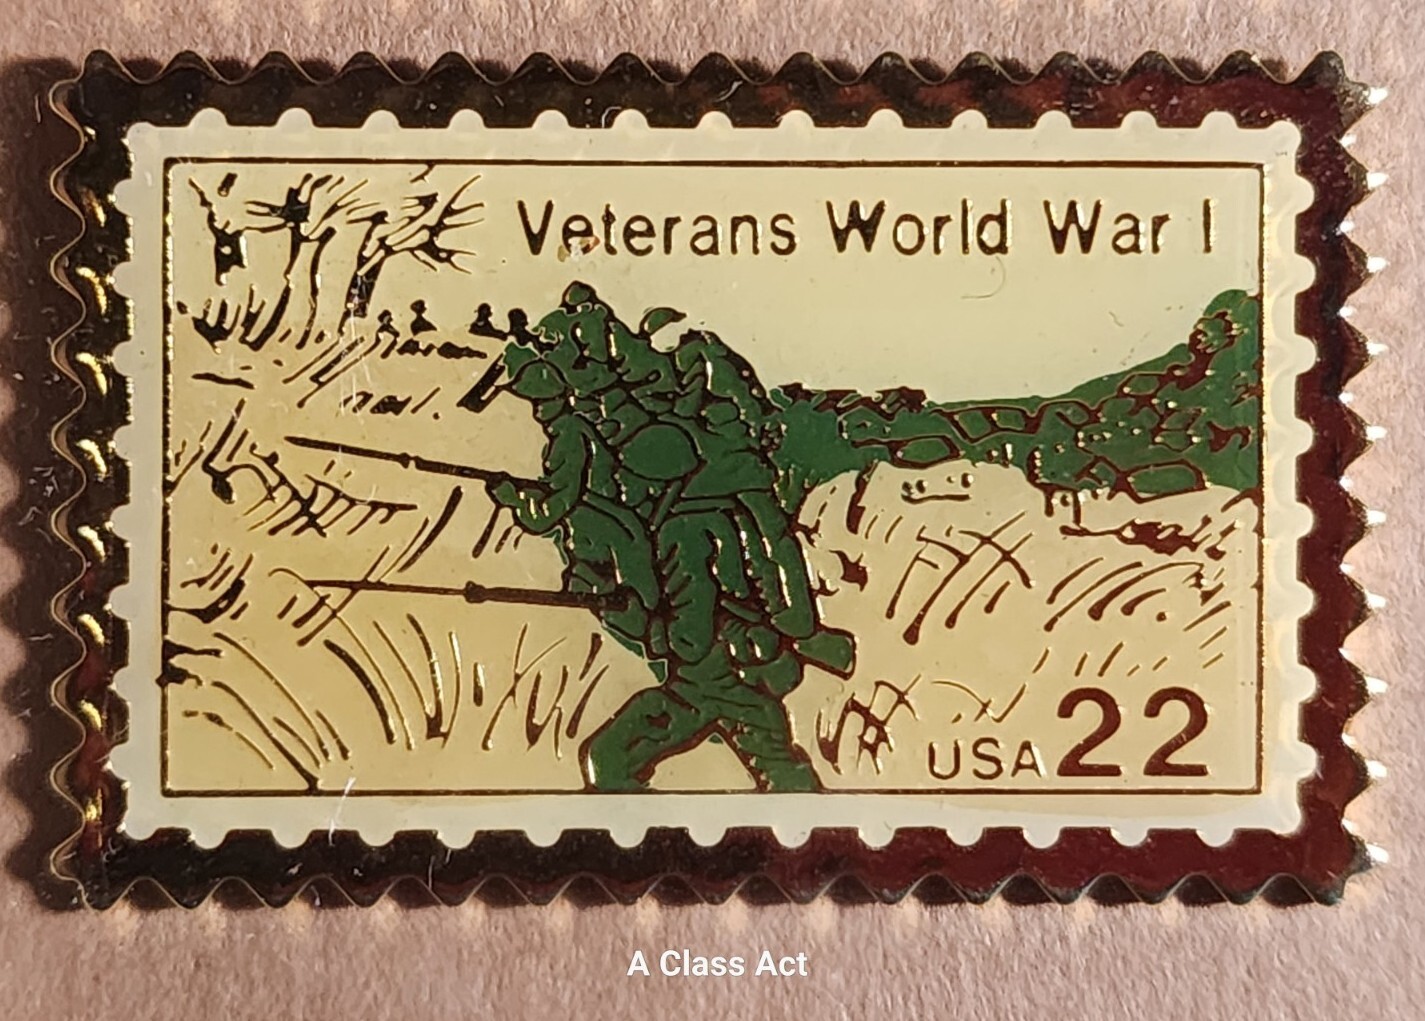 Veterans World War I
USA 22
A Class Act